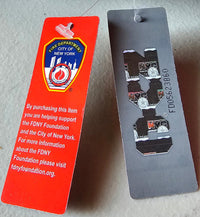 FIRE DEPARTMENT
CITY OF
NEW YORK
By purchasing this item
you are helping support
the FDNY Foundation
and the City of New York.
For more information
about the FDNY
Foundation please visit
fdnyfoundation.org.